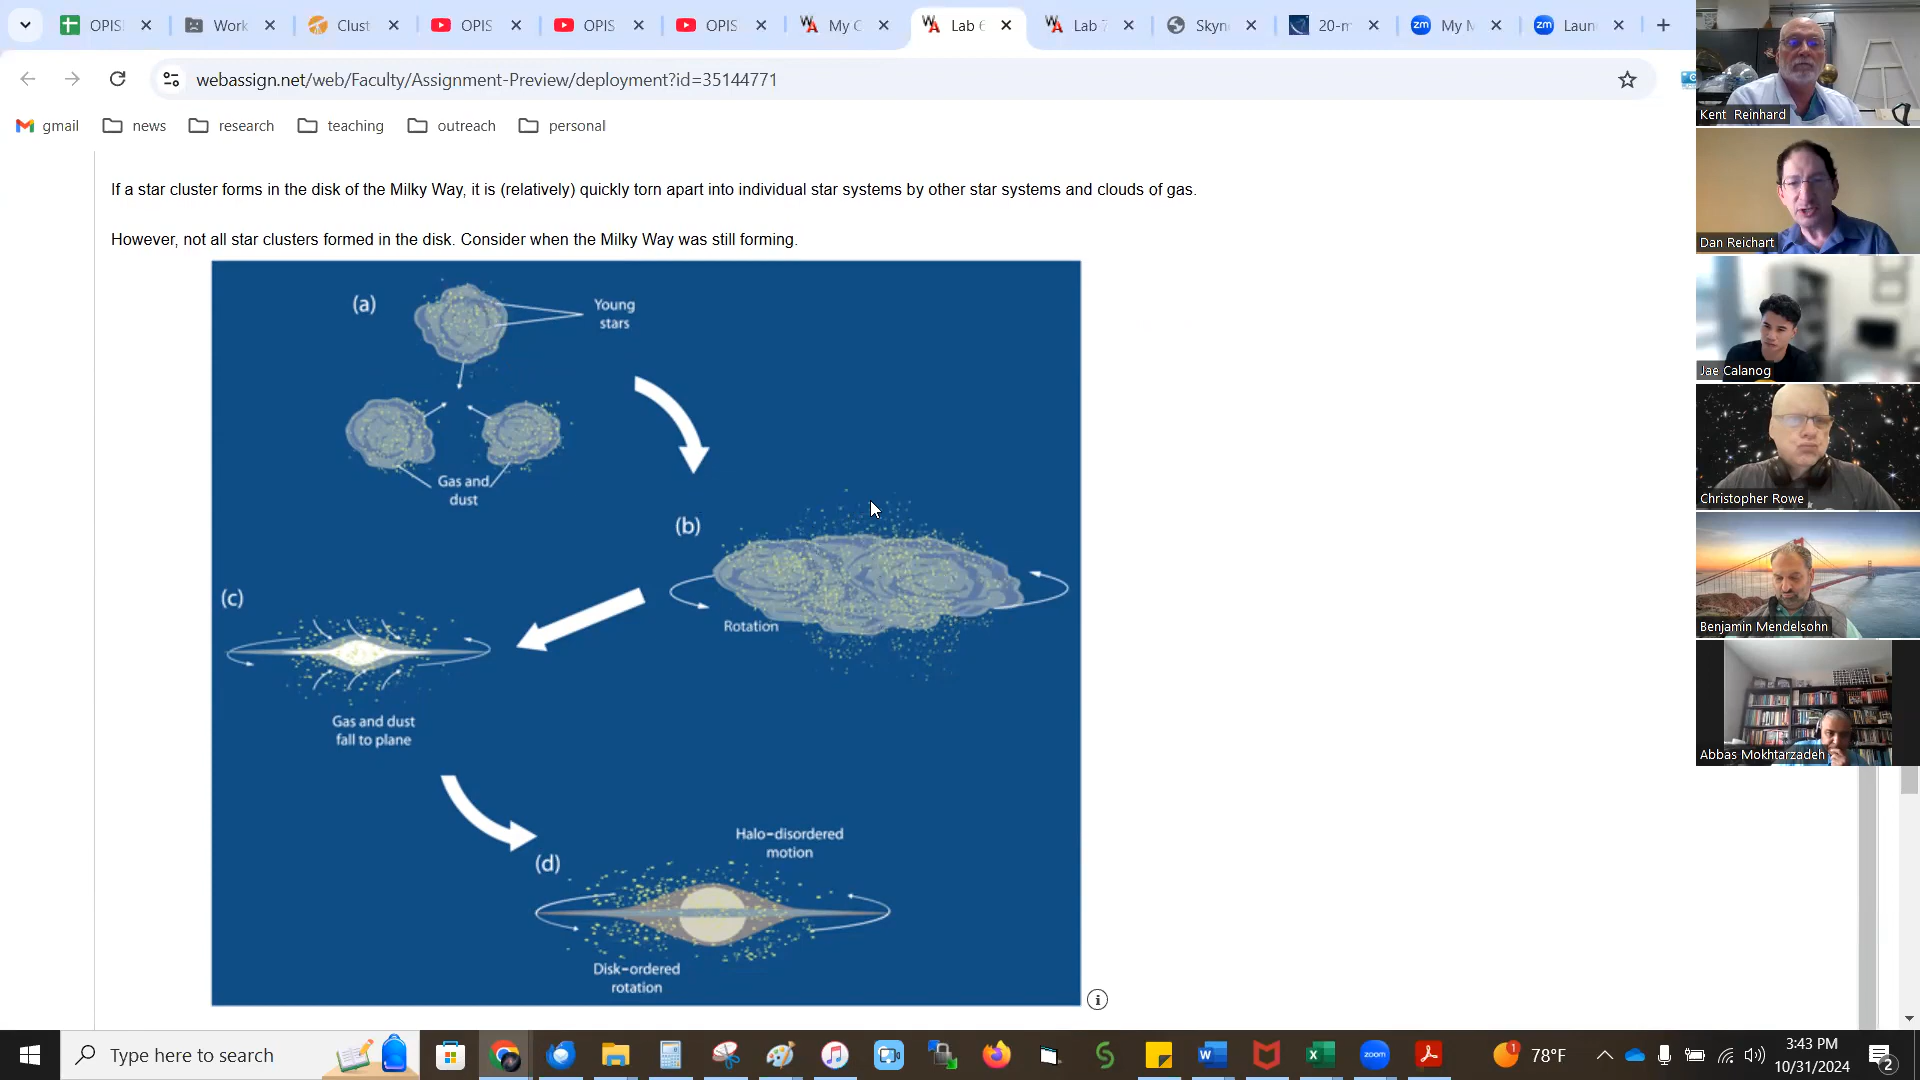 OPIS
Work
Clust
OPIS
OPIS
OPIS
My C
Lab 6
Lab 7
Skyn
20-m
My M
Laun
webassign.net/web/Faculty/Assignment-Preview/deployment?id=35144771
gmail
news
research
teaching
outreach
personal
If a star cluster forms in the disk of the Milky Way, it is (relatively) quickly torn apart into individual star systems by other star systems and clouds of gas.
However, not all star clusters formed in the disk. Consider when the Milky Way was still forming.
(a)
Young
stars
Gas and
dust
(b)
Rotation
(c)
Gas and dust
fall to plane
(d)
Halo-disordered
motion
Disk-ordered
rotation
Kent Reinhard
Dan Reichart
Jae Calanog
Christopher Rowe
Benjamin Mendelsohn
Abbas Mokhtarzadeh
Type here to search
78°F
3:43 PM
10/31/2024
2